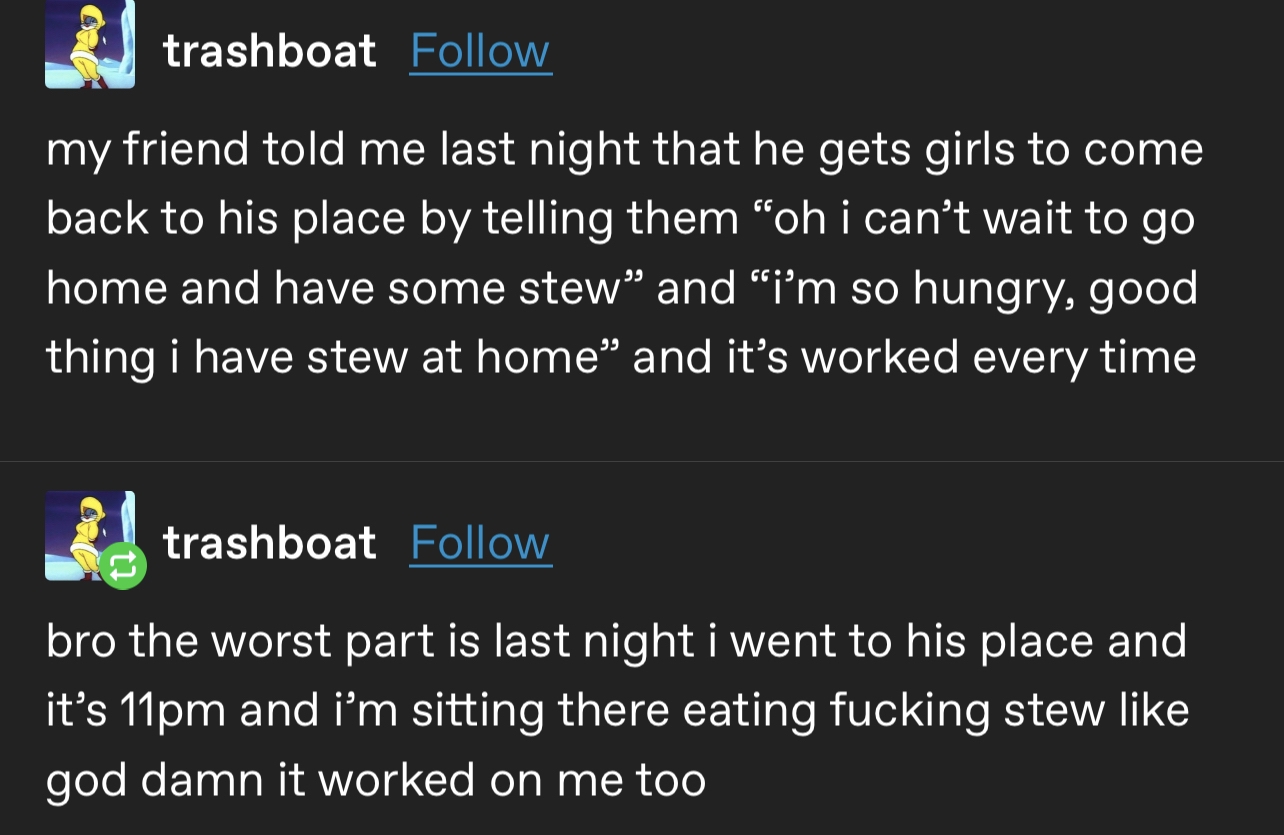 trashboat Follow
my friend told me last night that he gets girls to come
back to his place by telling them “oh i can’t wait to go
home and have some stew” and “i’m so hungry, good
thing i have stew at home” and it’s worked every time
trashboat Follow
bro the worst part is last night i went to his place and
it’s 11pm and i’m sitting there eating fucking stew like
god damn it worked on me too